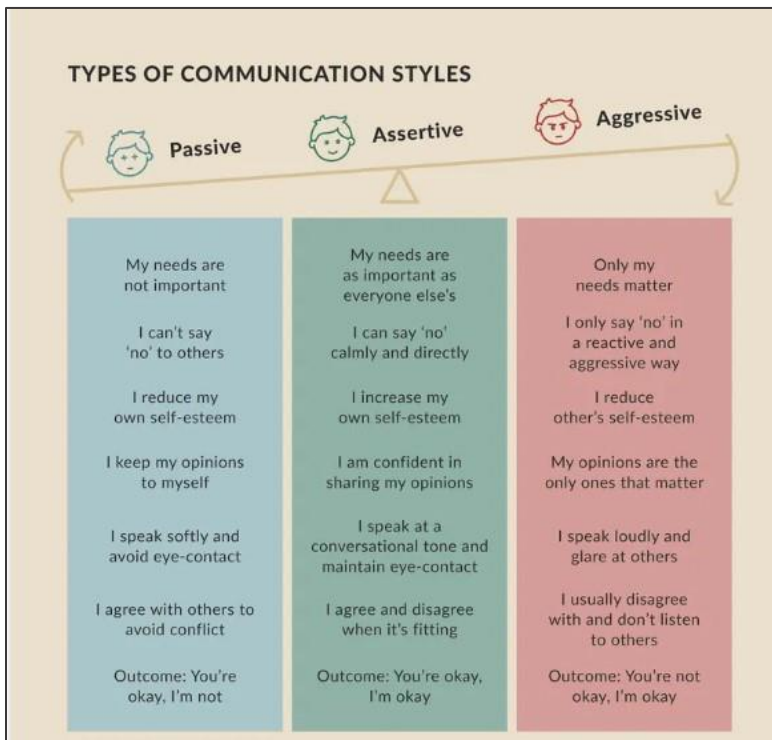 TYPES OF COMMUNICATION STYLES
Passive
Assertive
Aggressive
My needs are
not important
I can't say
'no' to others
I reduce my
own self-esteem
I keep my opinions
to myself
I speak softly and
avoid eye-contact
I agree with others to
avoid conflict
Outcome: You're
okay, I'm not
My needs are
as important as
everyone else's
I can say 'no'
calmly and directly
I increase my
own self-esteem
I am confident in
sharing my opinions
I speak at a
conversational tone and
maintain eye-contact
I agree and disagree
when it's fitting
Outcome: You're okay,
I'm okay
Only my
needs matter
I only say 'no' in
a reactive and
aggressive way
I reduce
other's self-esteem
My opinions are the
only ones that matter
I speak loudly and
glare at others
I usually disagree
with and don't listen
to others
Outcome: You're not
okay, I'm okay